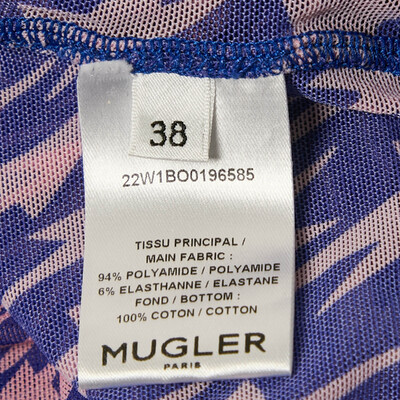 38
22W1BO0196585
TISSU PRINCIPAL /
MAIN FABRIC :
94% POLYAMIDE / POLYAMIDE
6% ELASTHANNE / ELASTANE
FOND / BOTTOM :
100% COTON / COTTON
MUGLER
PARIS